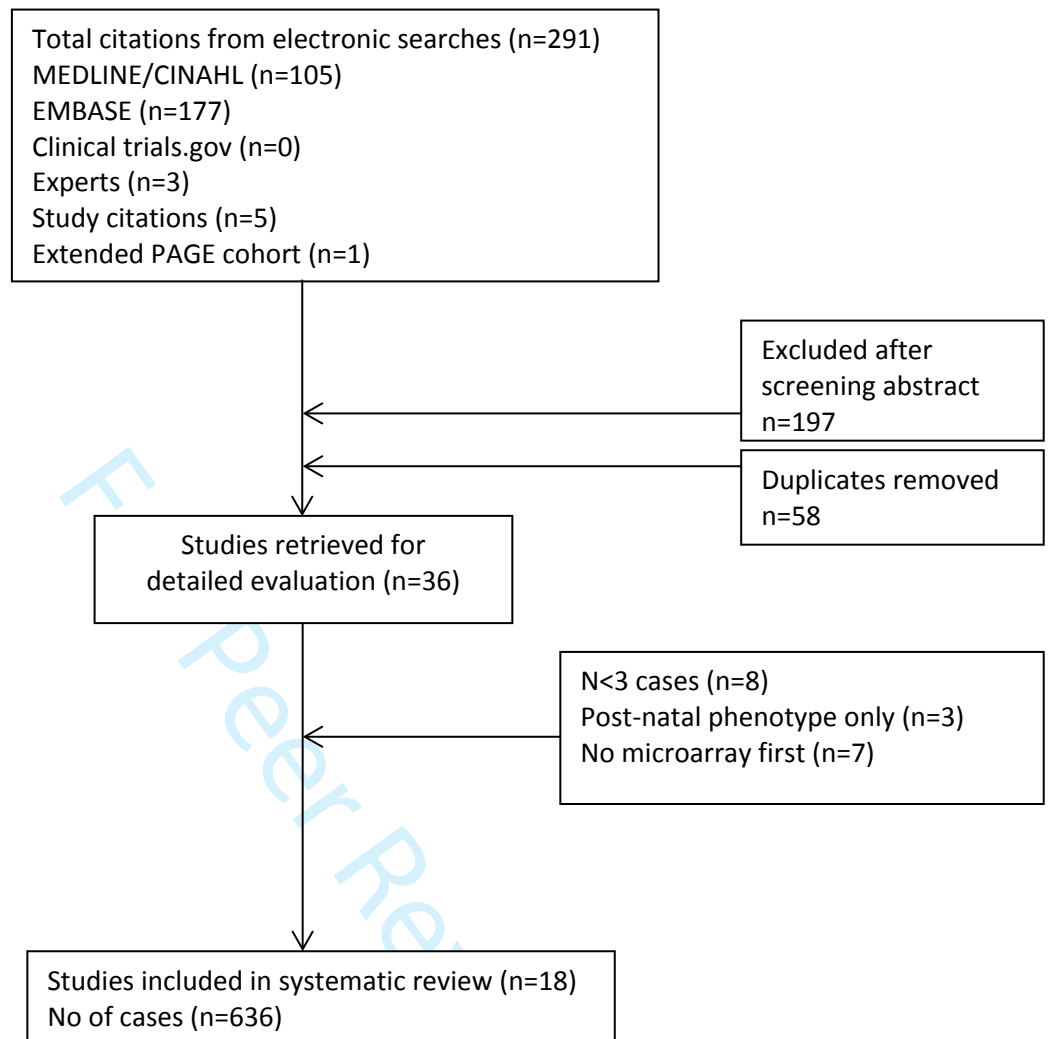 Total citations from electronic searches (n=291)
MEDLINE/CINAHL (n=105)
EMBASE (n=177)
Clinical trials.gov (n=0)
Experts (n=3)
Study citations (n=5)
Extended PAGE cohort (n=1)
Excluded after
screening abstract
n=197
Duplicates removed
n=58
Studies retrieved for
detailed evaluation (n=36)
N<3 cases (n=8)
Post-natal phenotype only (n=3)
No microarray first (n=7)
Studies included in systematic review (n=18)
No of cases (n=636)
Peer